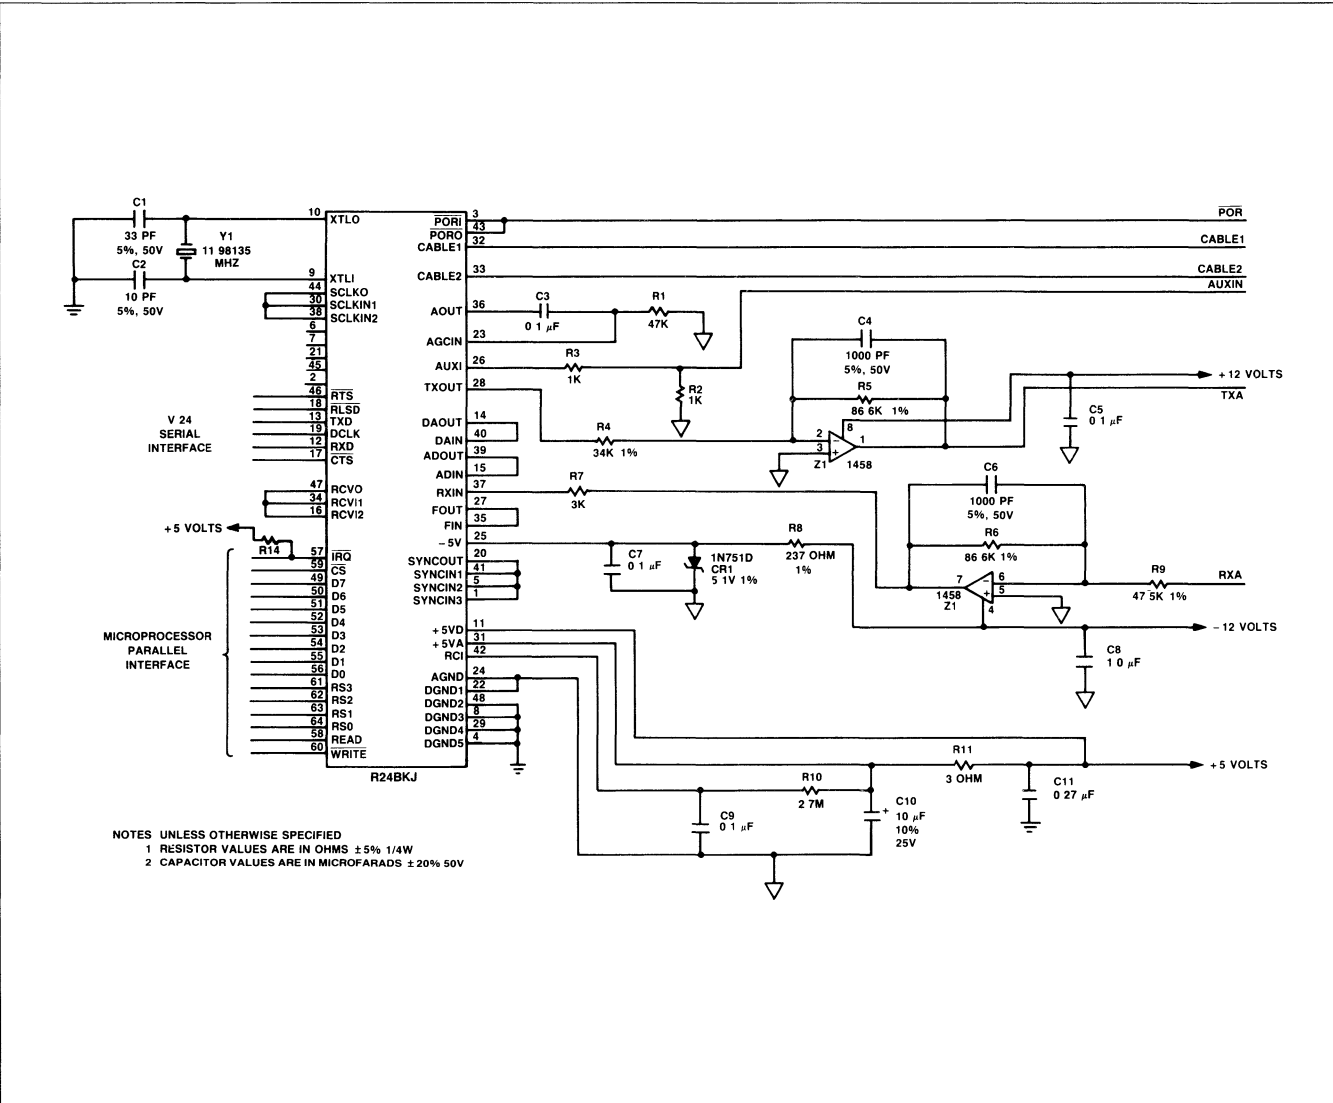 C1
33 PF
5%, 50V
C2
10 PF
5%, 50V
Y1
11 98135
MHZ
10 XTLO
9 XTLI
44 SCLKO
30 SCLKIN1
38 SCLKIN2
6
7
21
45
2
V 24
SERIAL
INTERFACE
46 RTS
18 RLSD
13 TXD
19 DCLK
12 RXD
17 CTS
47 RCVO
34 RCVI1
16 RCVI2
+5 VOLTS
R14
MICROPROCESSOR
PARALLEL
INTERFACE
57 IRQ
59 CS
49 D7
50 D6
51 D5
52 D4
53 D3
54 D2
55 D1
56 D0
61 RS3
62 RS2
63 RS1
64 RS0
58 READ
60 WRITE
R24BKJ
PORI 3
PORO 43
CABLE1 32
CABLE2 33
AOUT 36
AGCIN 23
AUXI 26
TXOUT 28
DAOUT 14
DAIN 40
ADOUT 39
ADIN 15
RXIN 37
FOUT 27
FIN 35
-5V 25
SYNCOUT 20
SYNCIN1 41
SYNCIN2 5
SYNCIN3 1
+5VD 11
+5VA 31
RCI 42
AGND 24
DGND1 22
DGND2 48
DGND3 8
DGND4 29
DGND5 4
POR
CABLE1
CABLE2
AUXIN
C3
0 1 µF
R1
47K
R3
1K
R2
1K
C4
1000 PF
5%, 50V
R5
86 6K 1%
R4
34K 1%
2
3
8
1
Z1 1458
+12 VOLTS
TXA
C5
0 1 µF
R7
3K
C6
1000 PF
5%, 50V
R6
86 6K 1%
7
6
5
4
1458
Z1
R9
47 5K 1%
RXA
C7
0 1 µF
1N751D
CR1
5 1V 1%
R8
237 OHM
1%
-12 VOLTS
C8
1 0 µF
R11
3 OHM
+5 VOLTS
R10
2 7M
C9
0 1 µF
+ C10
10 µF
10%
25V
C11
0 27 µF
NOTES UNLESS OTHERWISE SPECIFIED
1 RESISTOR VALUES ARE IN OHMS ±5% 1/4W
2 CAPACITOR VALUES ARE IN MICROFARADS ±20% 50V